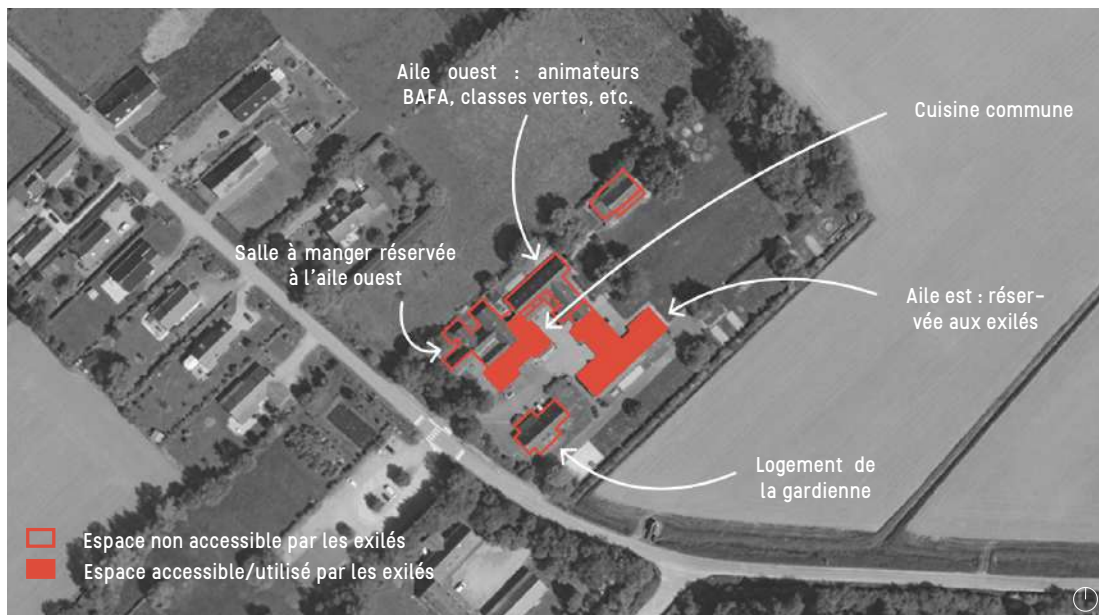 Aile ouest : animateurs
BAFA, classes vertes, etc.
Cuisine commune
Salle à manger réservée
à l'aile ouest
Aile est : réser-
vée aux exilés
Logement de
la gardienne
Espace non accessible par les exilés
Espace accessible/utilisé par les exilés